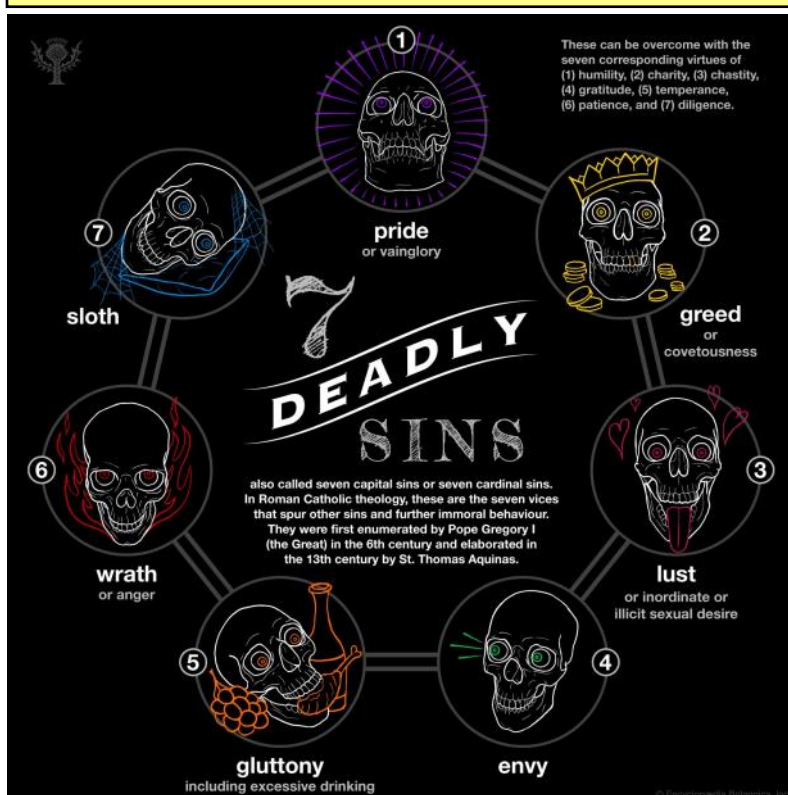 1
These can be overcome with the
seven corresponding virtues of
(1) humility, (2) charity, (3) chastity,
(4) gratitude, (5) temperance,
(6) patience, and (7) diligence.
pride
or vainglory
2
greed
or
covetousness
3
lust
or inordinate or
illicit sexual desire
4
envy
5
gluttony
including excessive drinking
6
wrath
or anger
7
sloth
7
DEADLY
SINS
also called seven capital sins or seven cardinal sins.
In Roman Catholic theology, these are the seven vices
that spur other sins and further immoral behaviour.
They were first enumerated by Pope Gregory I
(the Great) in the 6th century and elaborated in
the 13th century by St. Thomas Aquinas.
© Encyclopædia Britannica, Inc.